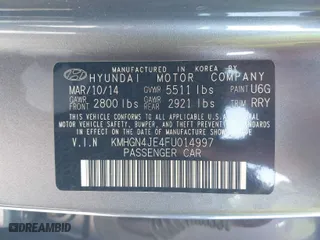 MANUFACTURED IN KOREA BY
HYUNDAI MOTOR COMPANY
MAR/10/14 GVWR 5511 lbs PAINT U6G
GAWR FRONT 2800 lbs GAWR REAR 2921 lbs TRIM RRY
THIS VEHICLE CONFORMS TO ALL APPLICABLE
FEDERAL MOTOR VEHICLE SAFETY, BUMPER, AND
THEFT PREVENTION STANDARDS IN EFFECT ON
THE DATE OF MANUFACTURE SHOWN ABOVE.
V.I.N KMHGN4JE4FU014997
PASSENGER CAR
DREAMBID